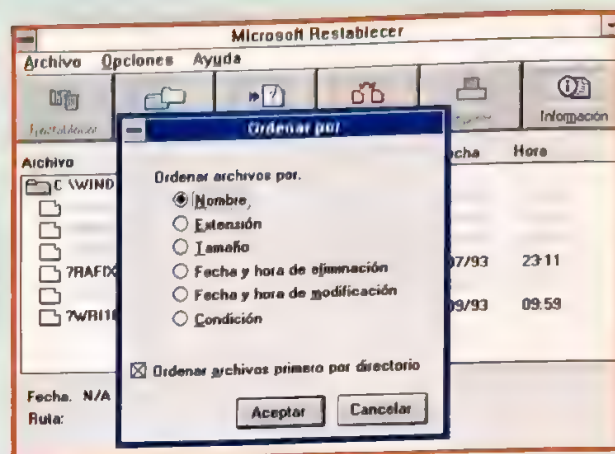 Microsoft Restablecer
Archivo Opciones Ayuda
Información
Ordenar por
Archivo
Hora
C:\WIND
Ordenar archivos por:
Nombre,
Extensión
Tamaño
Fecha y hora de eliminación
Fecha y hora de modificación
Condición
?RAFIX
07/93 23:11
?WRI1
09/93 09:59
Ordenar archivos primero por directorio
Fecha: N/A
Ruta:
Aceptar Cancelar